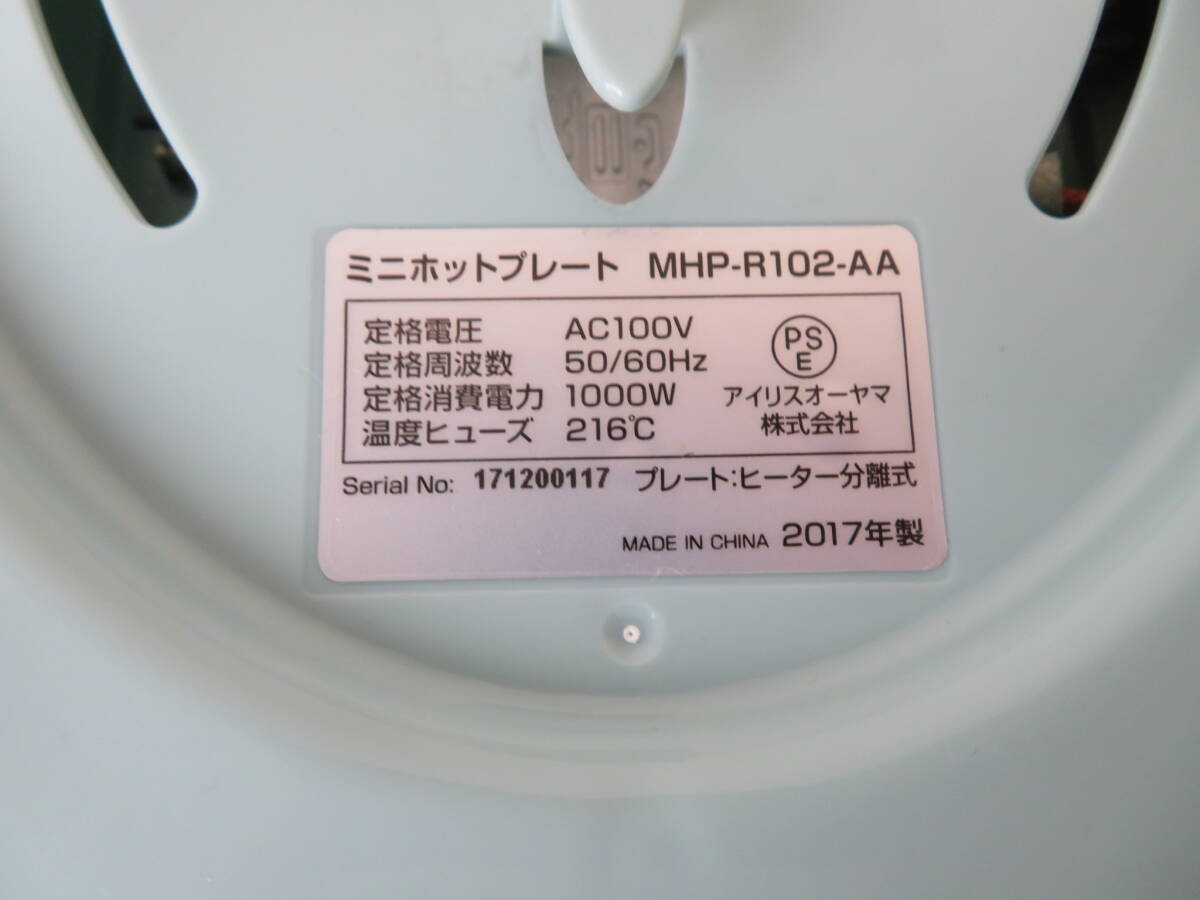 ミニホットプレート MHP-R102-AA
定格電圧 AC100V
定格周波数 50/60Hz
定格消費電力 1000W
温度ヒューズ 216℃
PS
E
アイリスオーヤマ
株式会社
Serial No: 171200117 プレート:ヒーター分離式
MADE IN CHINA 2017年製